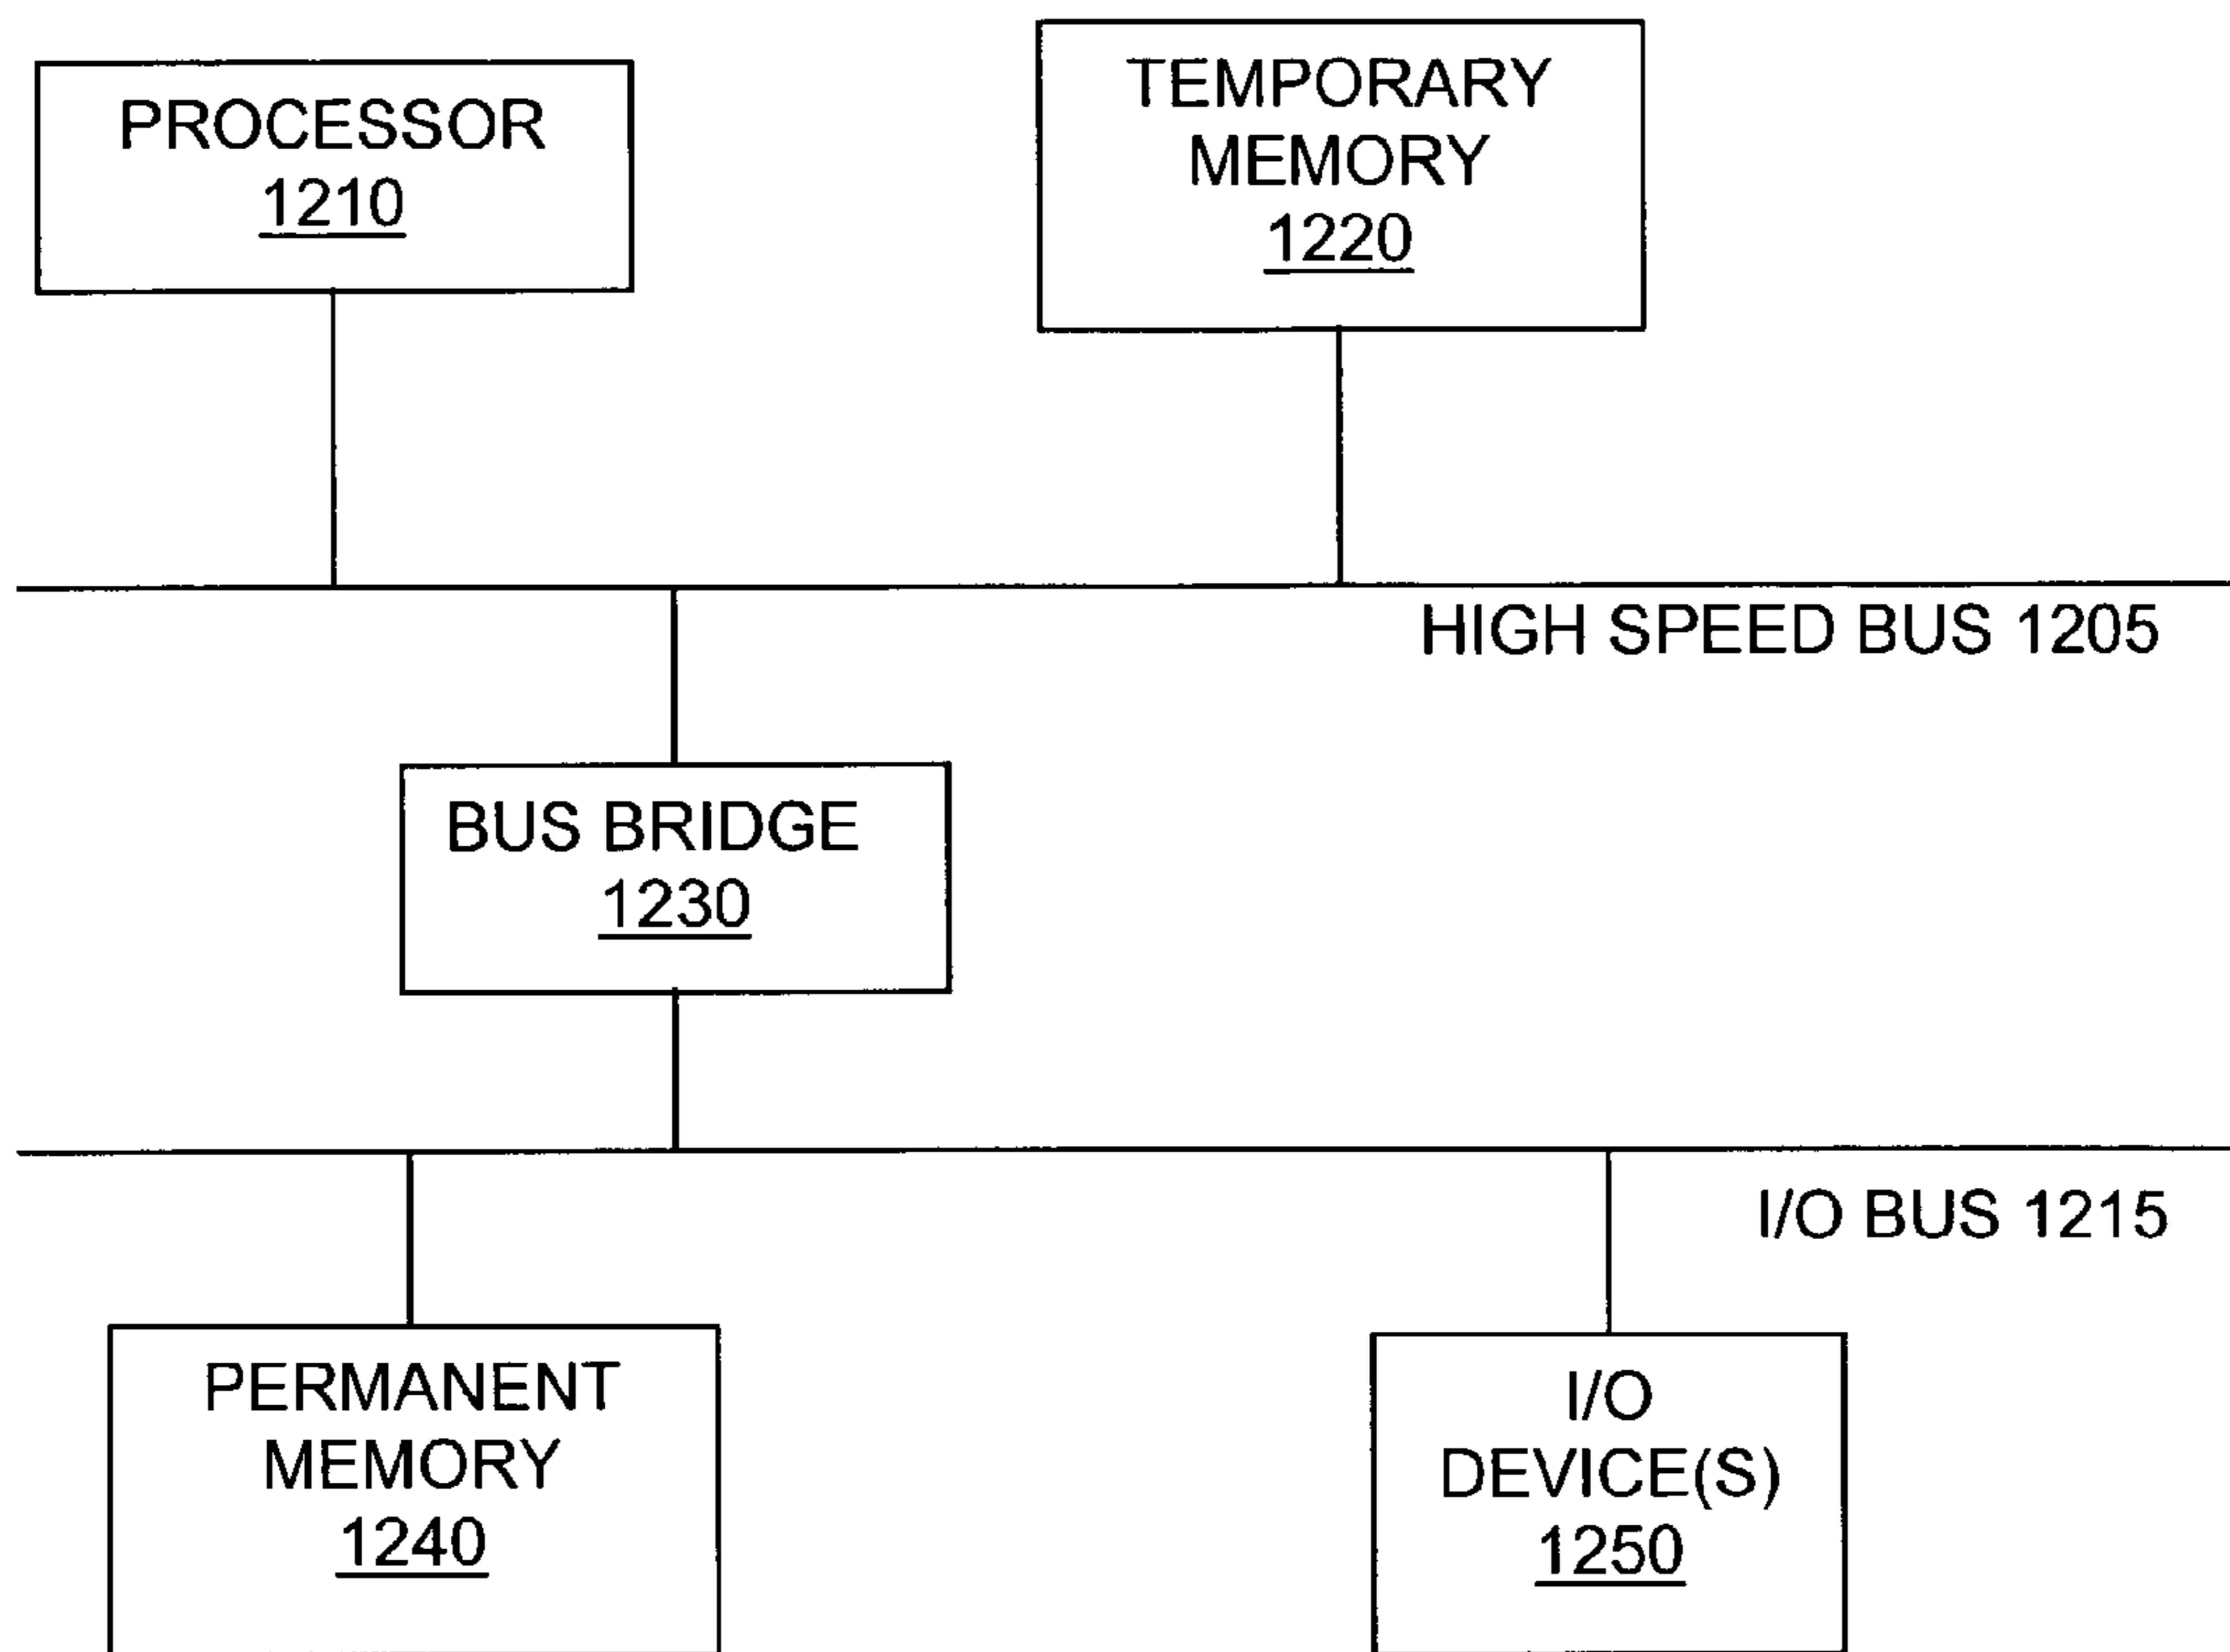 PROCESSOR
1210
TEMPORARY
MEMORY
1220
HIGH SPEED BUS 1205
BUS BRIDGE
1230
I/O BUS 1215
PERMANENT
MEMORY
1240
I/O
DEVICE(S)
1250